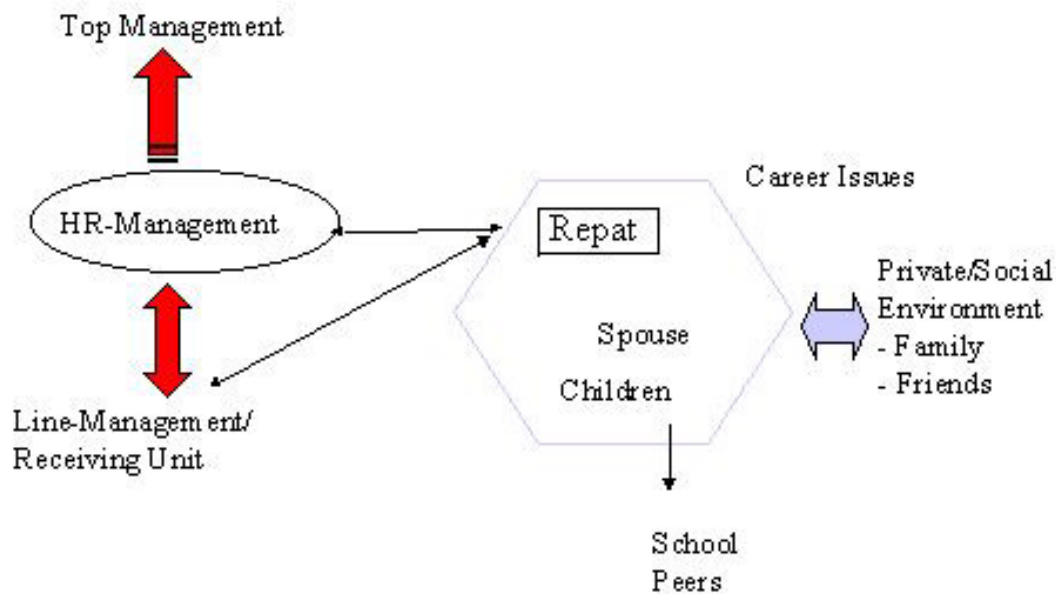 Top Management
HR-Management
Line-Management/
Receiving Unit
Repat
Spouse
Children
Career Issues
Private/Social
Environment
- Family
- Friends
School
Peers